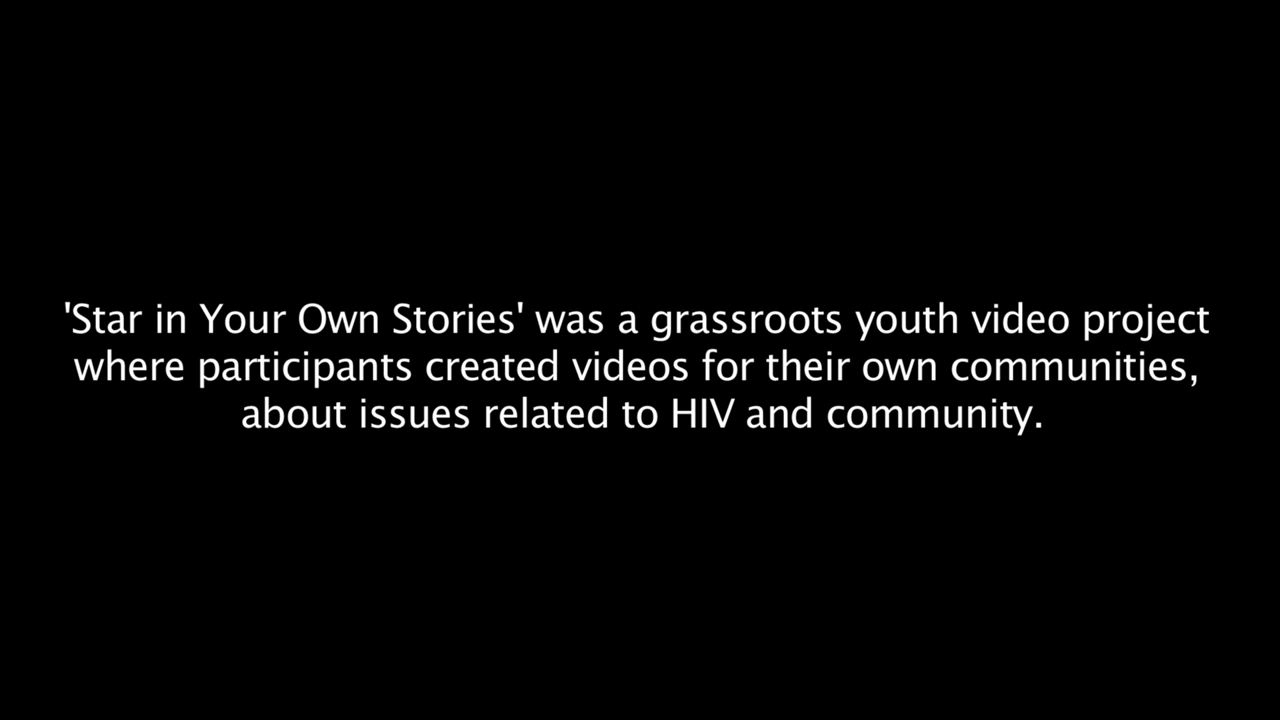 'Star in Your Own Stories' was a grassroots youth video project
where participants created videos for their own communities,
about issues related to HIV and community.